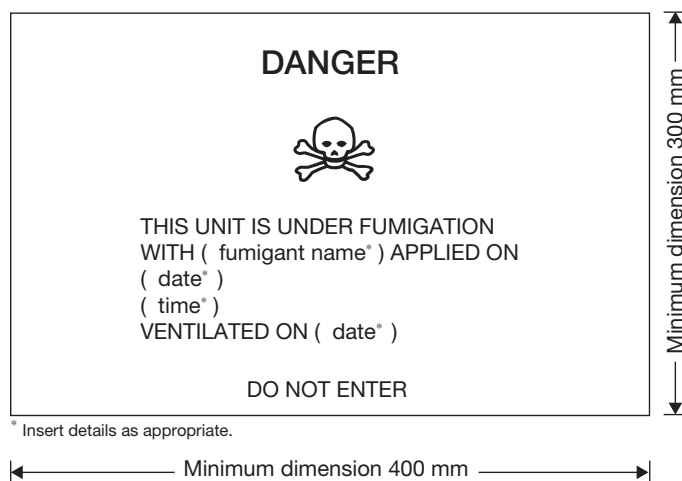 DANGER
THIS UNIT IS UNDER FUMIGATION
WITH ( fumigant name* ) APPLIED ON
( date* )
( time* )
VENTILATED ON ( date* )
DO NOT ENTER
* Insert details as appropriate.
Minimum dimension 400 mm
Minimum dimension 300 mm